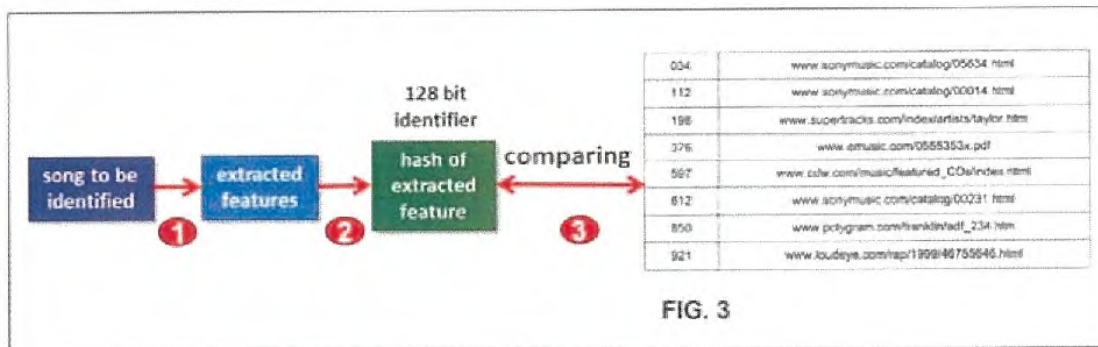 song to be
identified
1
extracted
features
2
128 bit
identifier
hash of
extracted
feature
comparing
3
034 www.sonymusic.com/catalog/05634.html
112 www.sonymusic.com/catalog/00014.html
198 www.supertracks.com/index/artists/taylor.htm
376 www.emusic.com/0555353x.pdf
597 www.cdw.com/music/featured_CDs/index.html
612 www.sonymusic.com/catalog/00231.html
850 www.polygram.com/franklin/adf_234.htm
921 www.loudeye.com/rap/1999/46755646.html
FIG. 3